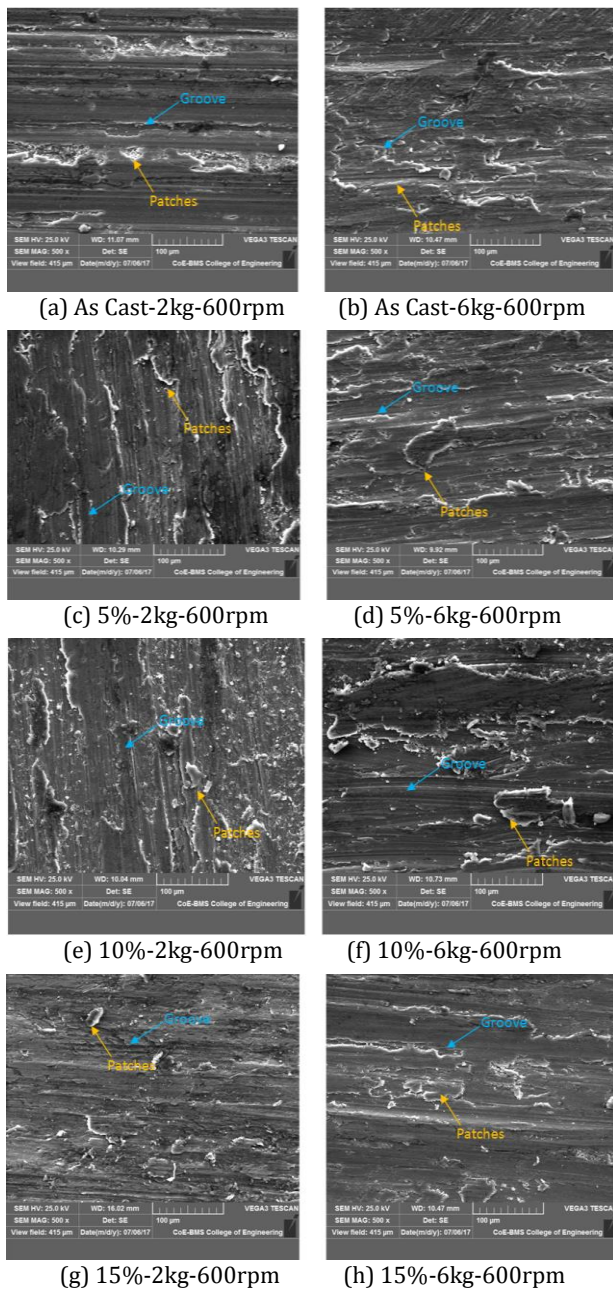 Groove
Patches
SEM HV: 25.0 kV WD: 11.07 mm VEGA3 TESCAN
SEM MAG: 500 x Det: SE 100 μm
View field: 415 μm Date(m/d/y): 07/06/17 CoE-BMS College of Engineering
(a) As Cast-2kg-600rpm
Groove
Patches
SEM HV: 25.0 kV WD: 10.47 mm VEGA3 TESCAN
SEM MAG: 500 x Det: SE 100 μm
View field: 415 μm Date(m/d/y): 07/06/17 CoE-BMS College of Engineering
(b) As Cast-6kg-600rpm
Patches
Groove
SEM HV: 25.0 kV WD: 10.29 mm VEGA3 TESCAN
SEM MAG: 500 x Det: SE 100 μm
View field: 415 μm Date(m/d/y): 07/06/17 CoE-BMS College of Engineering
(c) 5%-2kg-600rpm
Groove
Patches
SEM HV: 25.0 kV WD: 9.92 mm VEGA3 TESCAN
SEM MAG: 500 x Det: SE 100 μm
View field: 415 μm Date(m/d/y): 07/06/17 CoE-BMS College of Engineering
(d) 5%-6kg-600rpm
Groove
Patches
SEM HV: 25.0 kV WD: 10.04 mm VEGA3 TESCAN
SEM MAG: 500 x Det: SE 100 μm
View field: 415 μm Date(m/d/y): 07/06/17 CoE-BMS College of Engineering
(e) 10%-2kg-600rpm
Groove
Patches
SEM HV: 25.0 kV WD: 10.73 mm VEGA3 TESCAN
SEM MAG: 500 x Det: SE 100 μm
View field: 415 μm Date(m/d/y): 07/06/17 CoE-BMS College of Engineering
(f) 10%-6kg-600rpm
Groove
Patches
SEM HV: 25.0 kV WD: 16.02 mm VEGA3 TESCAN
SEM MAG: 500 x Det: SE 100 μm
View field: 415 μm Date(m/d/y): 07/06/17 CoE-BMS College of Engineering
(g) 15%-2kg-600rpm
Groove
Patches
SEM HV: 25.0 kV WD: 10.47 mm VEGA3 TESCAN
SEM MAG: 500 x Det: SE 100 μm
View field: 415 μm Date(m/d/y): 07/06/17 CoE-BMS College of Engineering
(h) 15%-6kg-600rpm